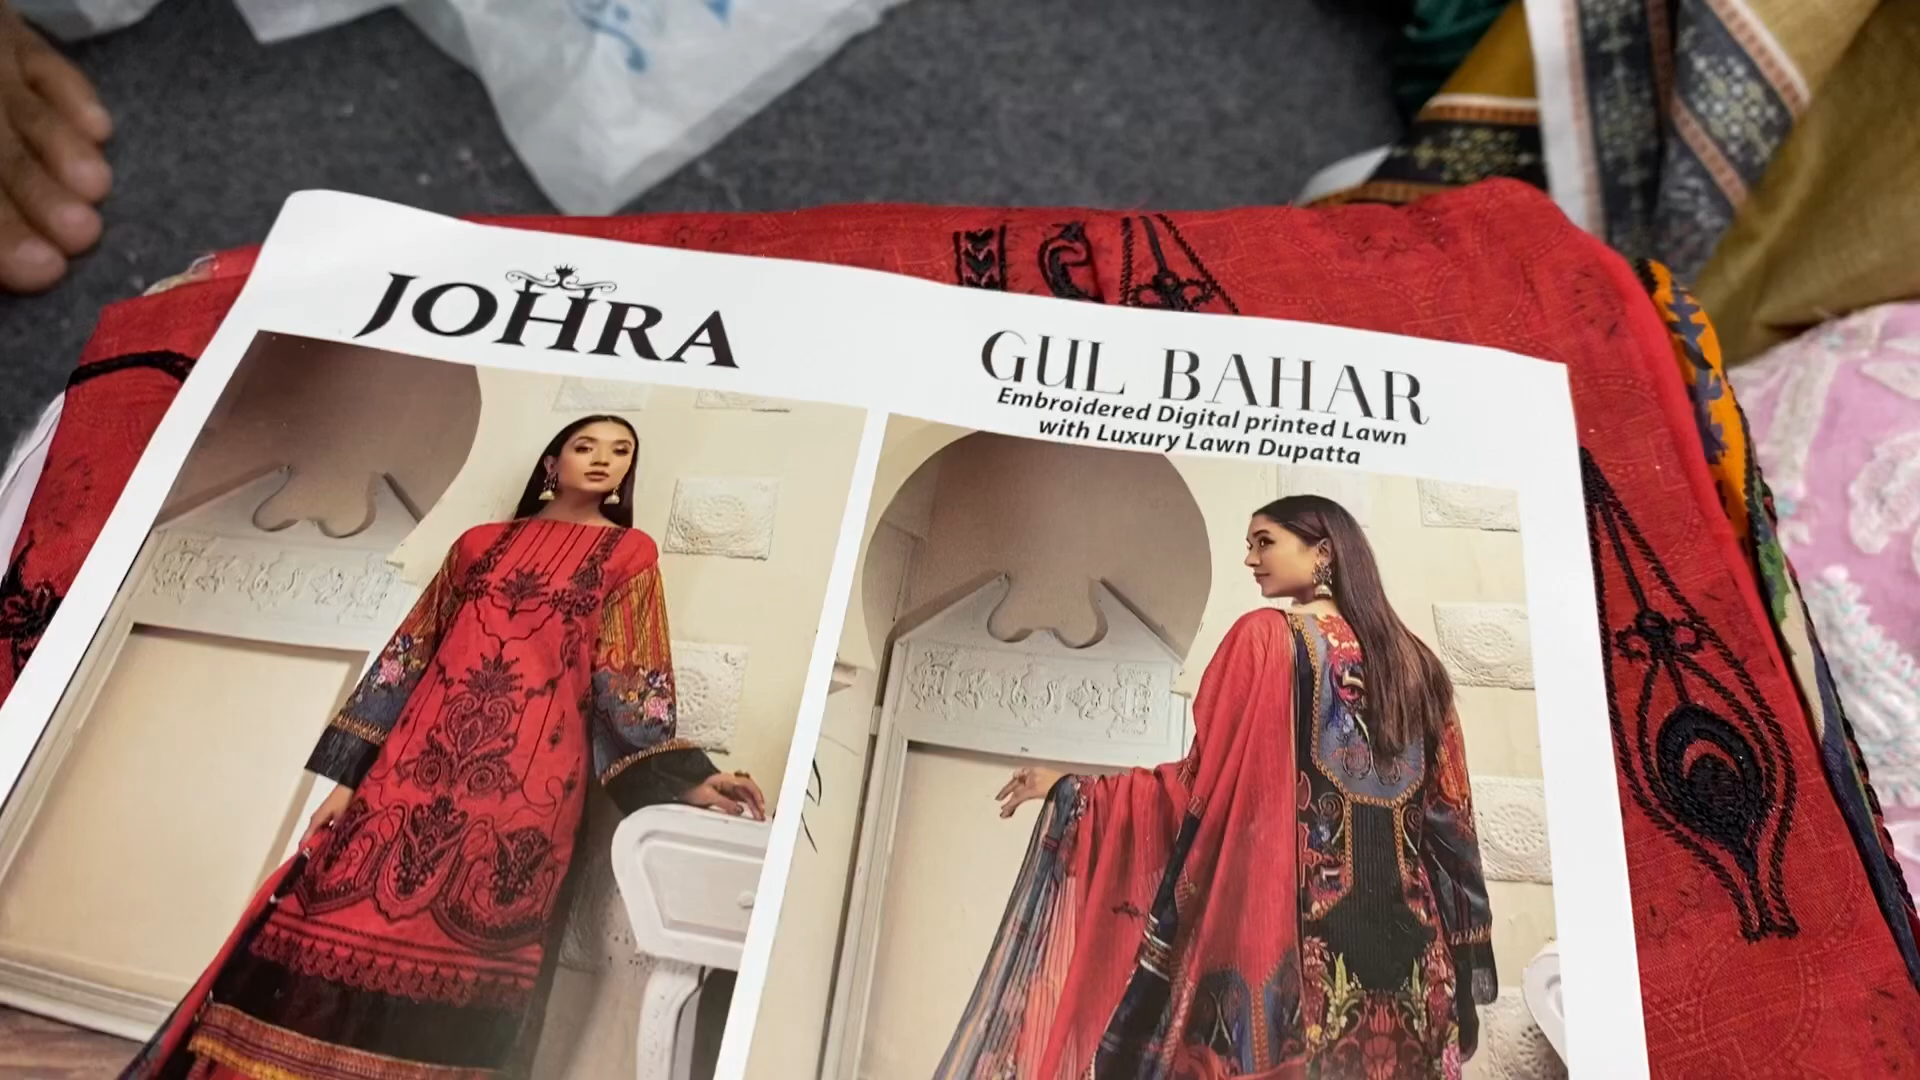 JOHRA
GUL BAHAR
Embroidered Digital printed Lawn
with Luxury Lawn Dupatta